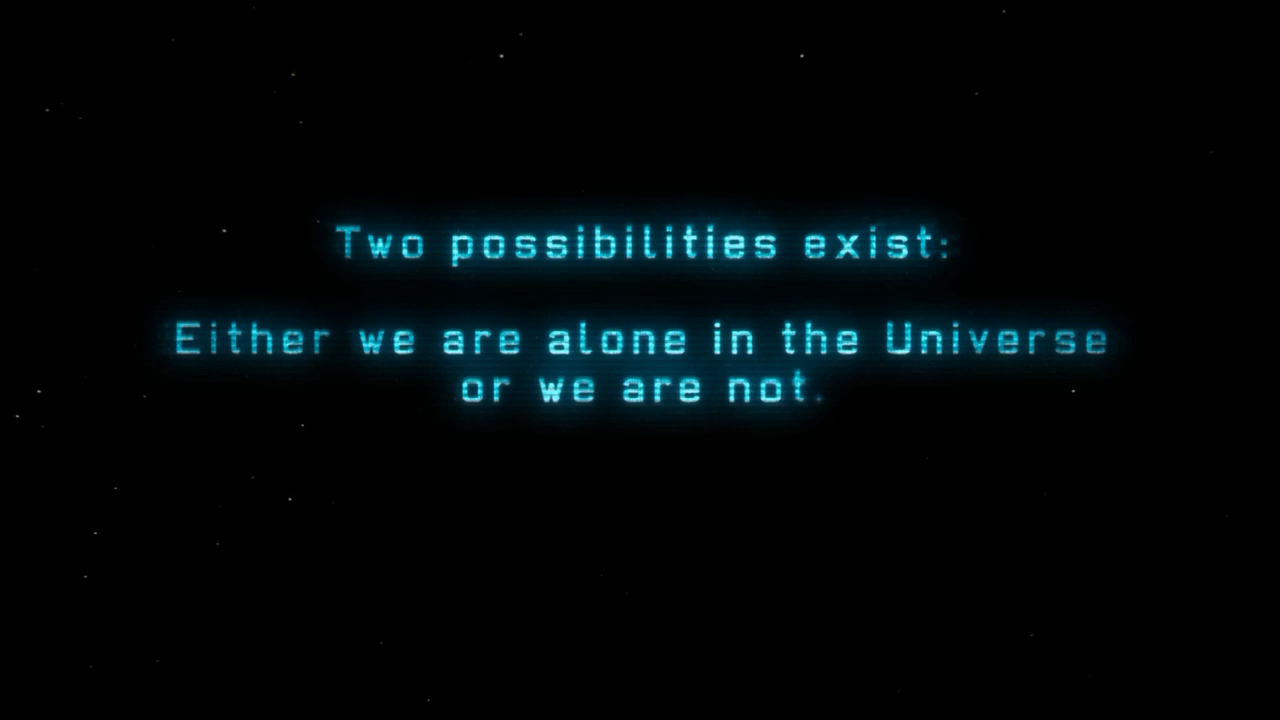 Two possibilities exist:
Either we are alone in the Universe
or we are not.